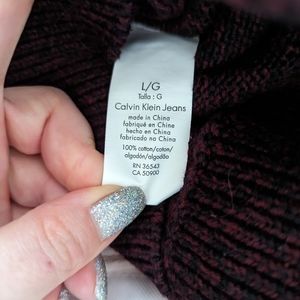 L/G
Talla : G
Calvin Klein Jeans
made in China
fabriqué en Chine
hecho en China
fabricado na China
100% cotton/coton/
algodón/algodão
RN 36543
CA 50900